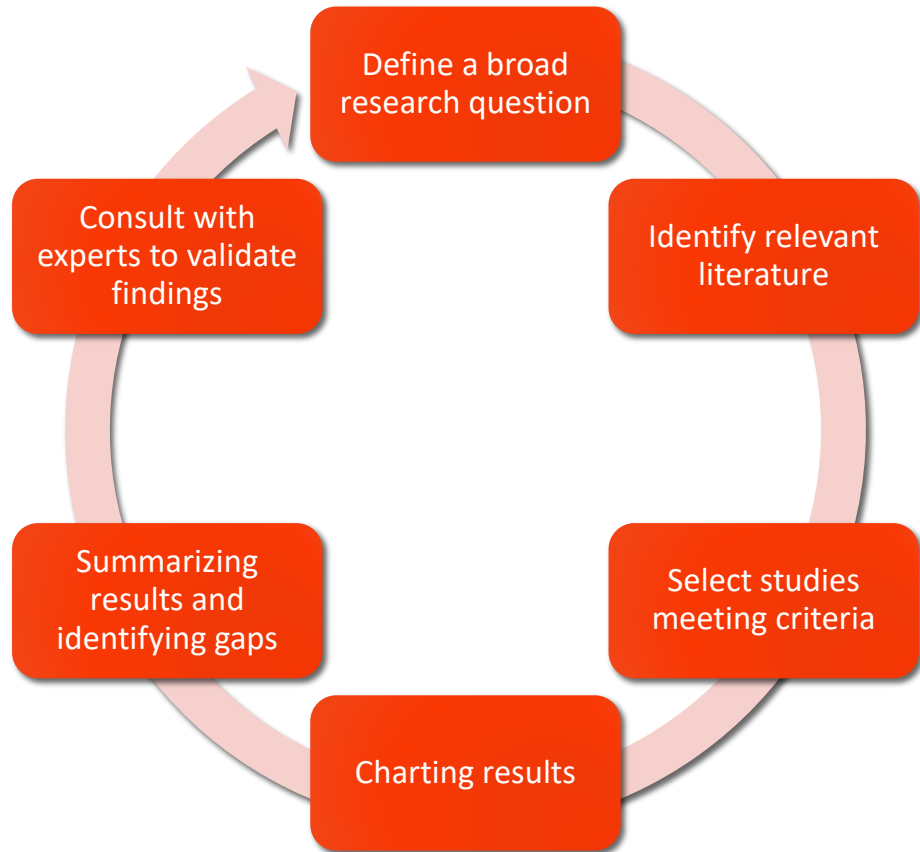 Define a broad
research question
Identify relevant
literature
Select studies
meeting criteria
Charting results
Summarizing
results and
identifying gaps
Consult with
experts to validate
findings